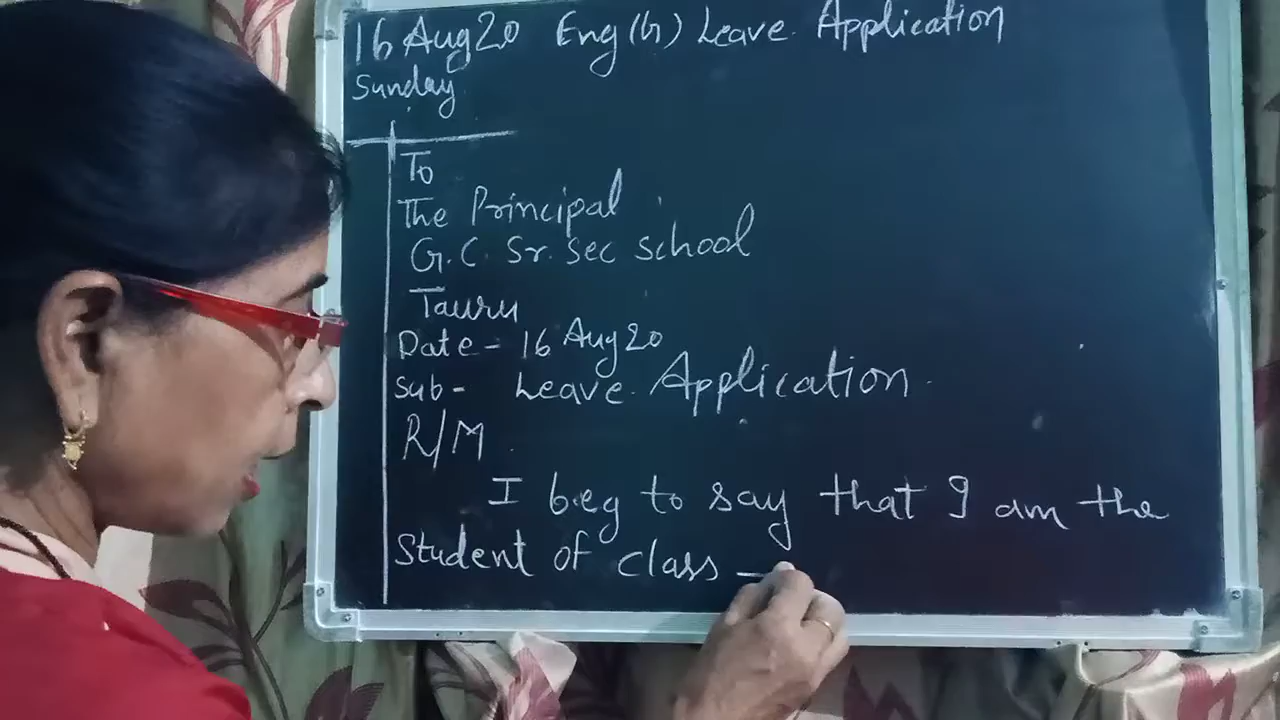 16 Aug 20 Eng (G) Leave Application
Sunday
To
The Principal
G.C. Sr. Sec School
Tauru
Date - 16 Aug 20
Sub - Leave Application
R/M
I beg to say that I am the
Student of class -